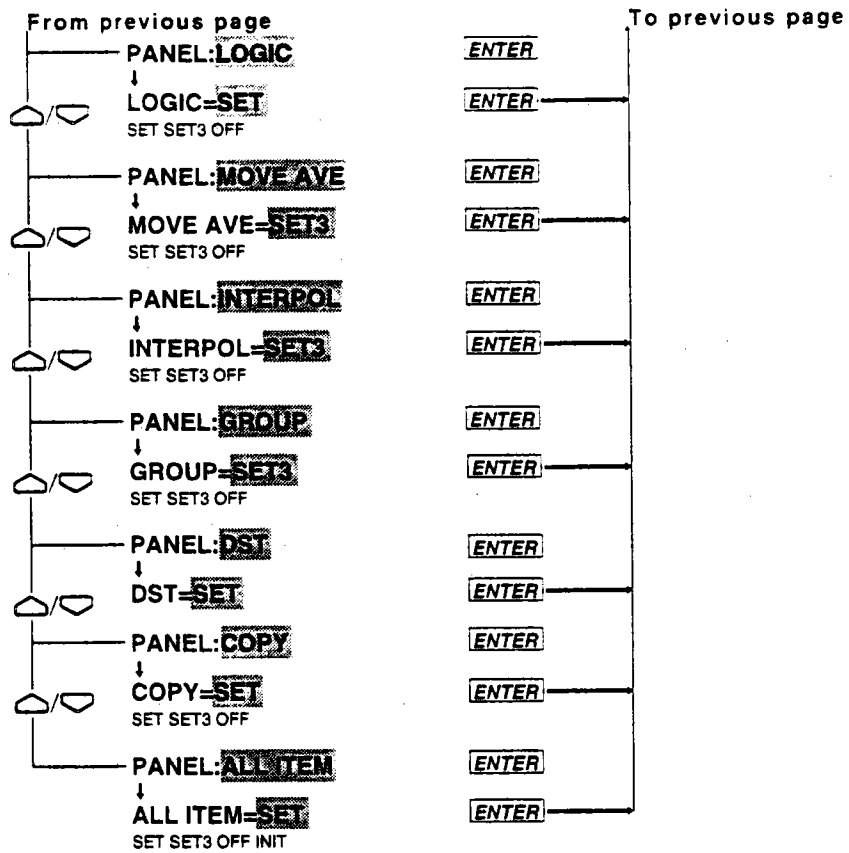 From previous page
To previous page
PANEL:LOGIC ENTER
LOGIC=SET ENTER
SET SET3 OFF
PANEL:MOVE AVE ENTER
MOVE AVE=SET3 ENTER
SET SET3 OFF
PANEL:INTERPOL ENTER
INTERPOL=SET3 ENTER
SET SET3 OFF
PANEL:GROUP ENTER
GROUP=SET3 ENTER
SET SET3 OFF
PANEL:DST ENTER
DST=SET ENTER
PANEL:COPY ENTER
COPY=SET ENTER
SET SET3 OFF
PANEL:ALL ITEM ENTER
ALL ITEM=SET ENTER
SET SET3 OFF INIT